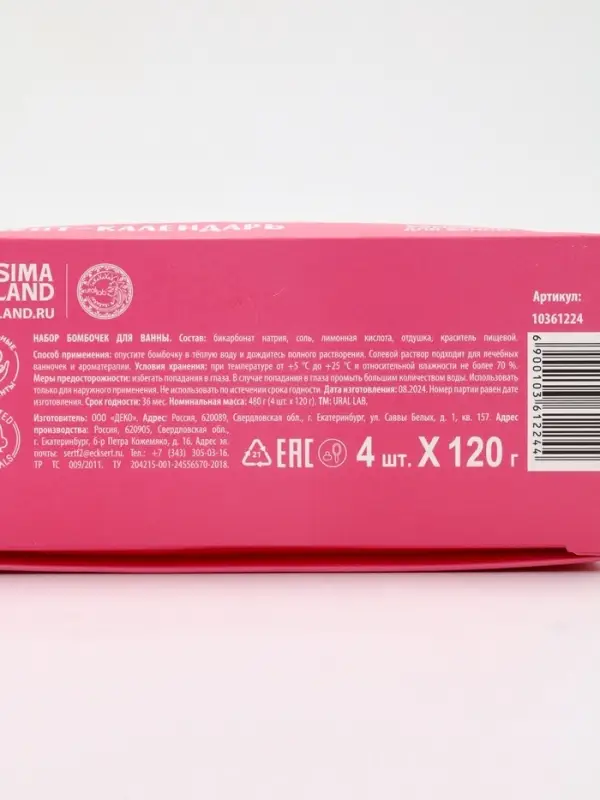 -КАЛЕНДАРЬ
SIMA
LAND
LAND.RU
Артикул:
10361224
НАБОР БОМБОЧЕК ДЛЯ ВАННЫ. Состав: бикарбонат натрия, соль, лимонная кислота, отдушка, краситель пищевой.
Способ применения: опустите бомбочку в тёплую воду и дождитесь полного растворения. Солевой раствор подходит для лечебных
ванночек и ароматерапии. Условия хранения: при температуре от +5 °С до +25 °С и относительной влажности не более 70 %.
Меры предосторожности: избегать попадания в глаза. В случае попадания в глаза промыть большим количеством воды. Использовать
только для наружного применения. Не использовать по истечении срока годности. Дата изготовления: 08.2024. Номер партии равен дате
изготовления. Срок годности: 36 мес. Номинальная масса: 480 г (4 шт. х 120 г). ТМ: URAL LAB.
Изготовитель: ООО «ДЕКО». Адрес: Россия, 620089, Свердловская обл., г. Екатеринбург, ул. Саввы Белых, д. 1, кв. 157. Адрес
производства: Россия, 620905, Свердловская обл.,
г. Екатеринбург, б-р Петра Кожемяко, д. 16, Адрес эл.
почты: sertf2@ecksert.ru. Тел.: +7 (343) 305-03-16.
ТР ТС 009/2011. ТУ 204215-001-24556570-2018.
21
ЕАС
4 шт. X 120 г
6900103612244